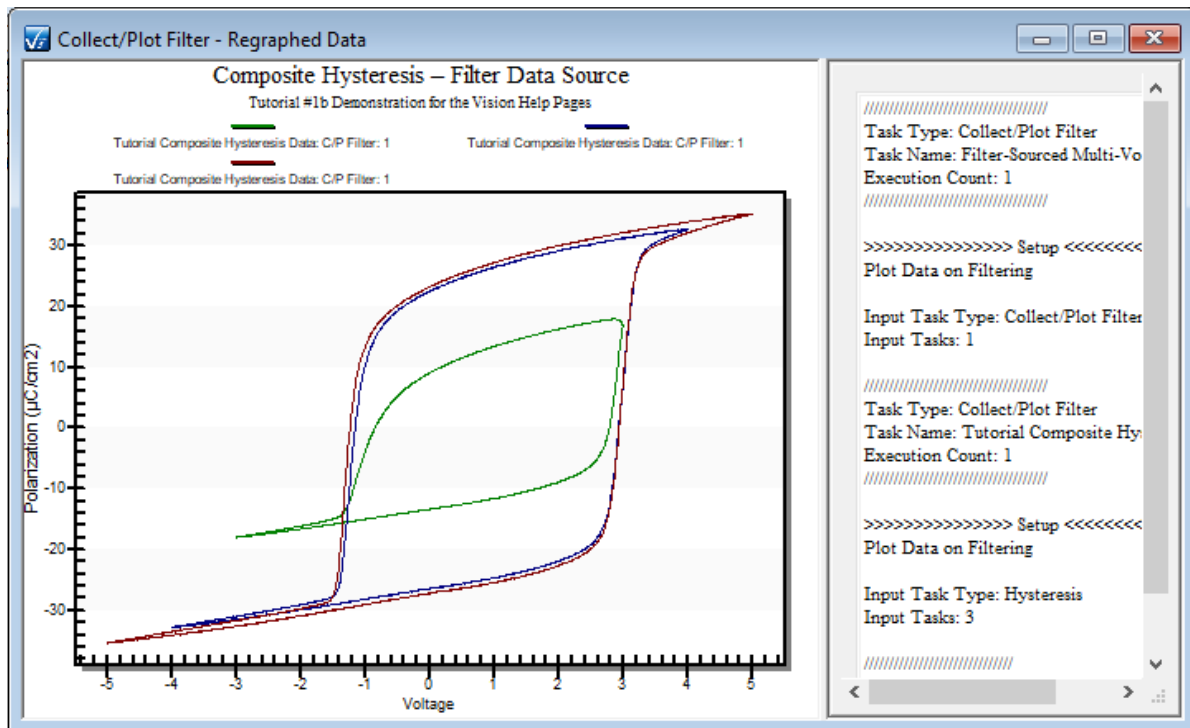 Collect/Plot Filter - Regraphed Data
Composite Hysteresis – Filter Data Source
Tutorial #1b Demonstration for the Vision Help Pages
Tutorial Composite Hysteresis Data: C/P Filter: 1
Tutorial Composite Hysteresis Data: C/P Filter: 1
Tutorial Composite Hysteresis Data: C/P Filter: 1
Polarization (µC/cm2)
30
20
10
0
-10
-20
-30
-5 -4 -3 -2 -1 0 1 2 3 4 5
Voltage
/////////////////////////////////////
Task Type: Collect/Plot Filter
Task Name: Filter-Sourced Multi-Vo
Execution Count: 1
/////////////////////////////////////
>>>>>>>>>>>>>>> Setup <<<<<<<<
Plot Data on Filtering
Input Task Type: Collect/Plot Filter
Input Tasks: 1
/////////////////////////////////////
Task Type: Collect/Plot Filter
Task Name: Tutorial Composite Hy
Execution Count: 1
/////////////////////////////////////
>>>>>>>>>>>>>>> Setup <<<<<<<<
Plot Data on Filtering
Input Task Type: Hysteresis
Input Tasks: 3
//////////////////////////////